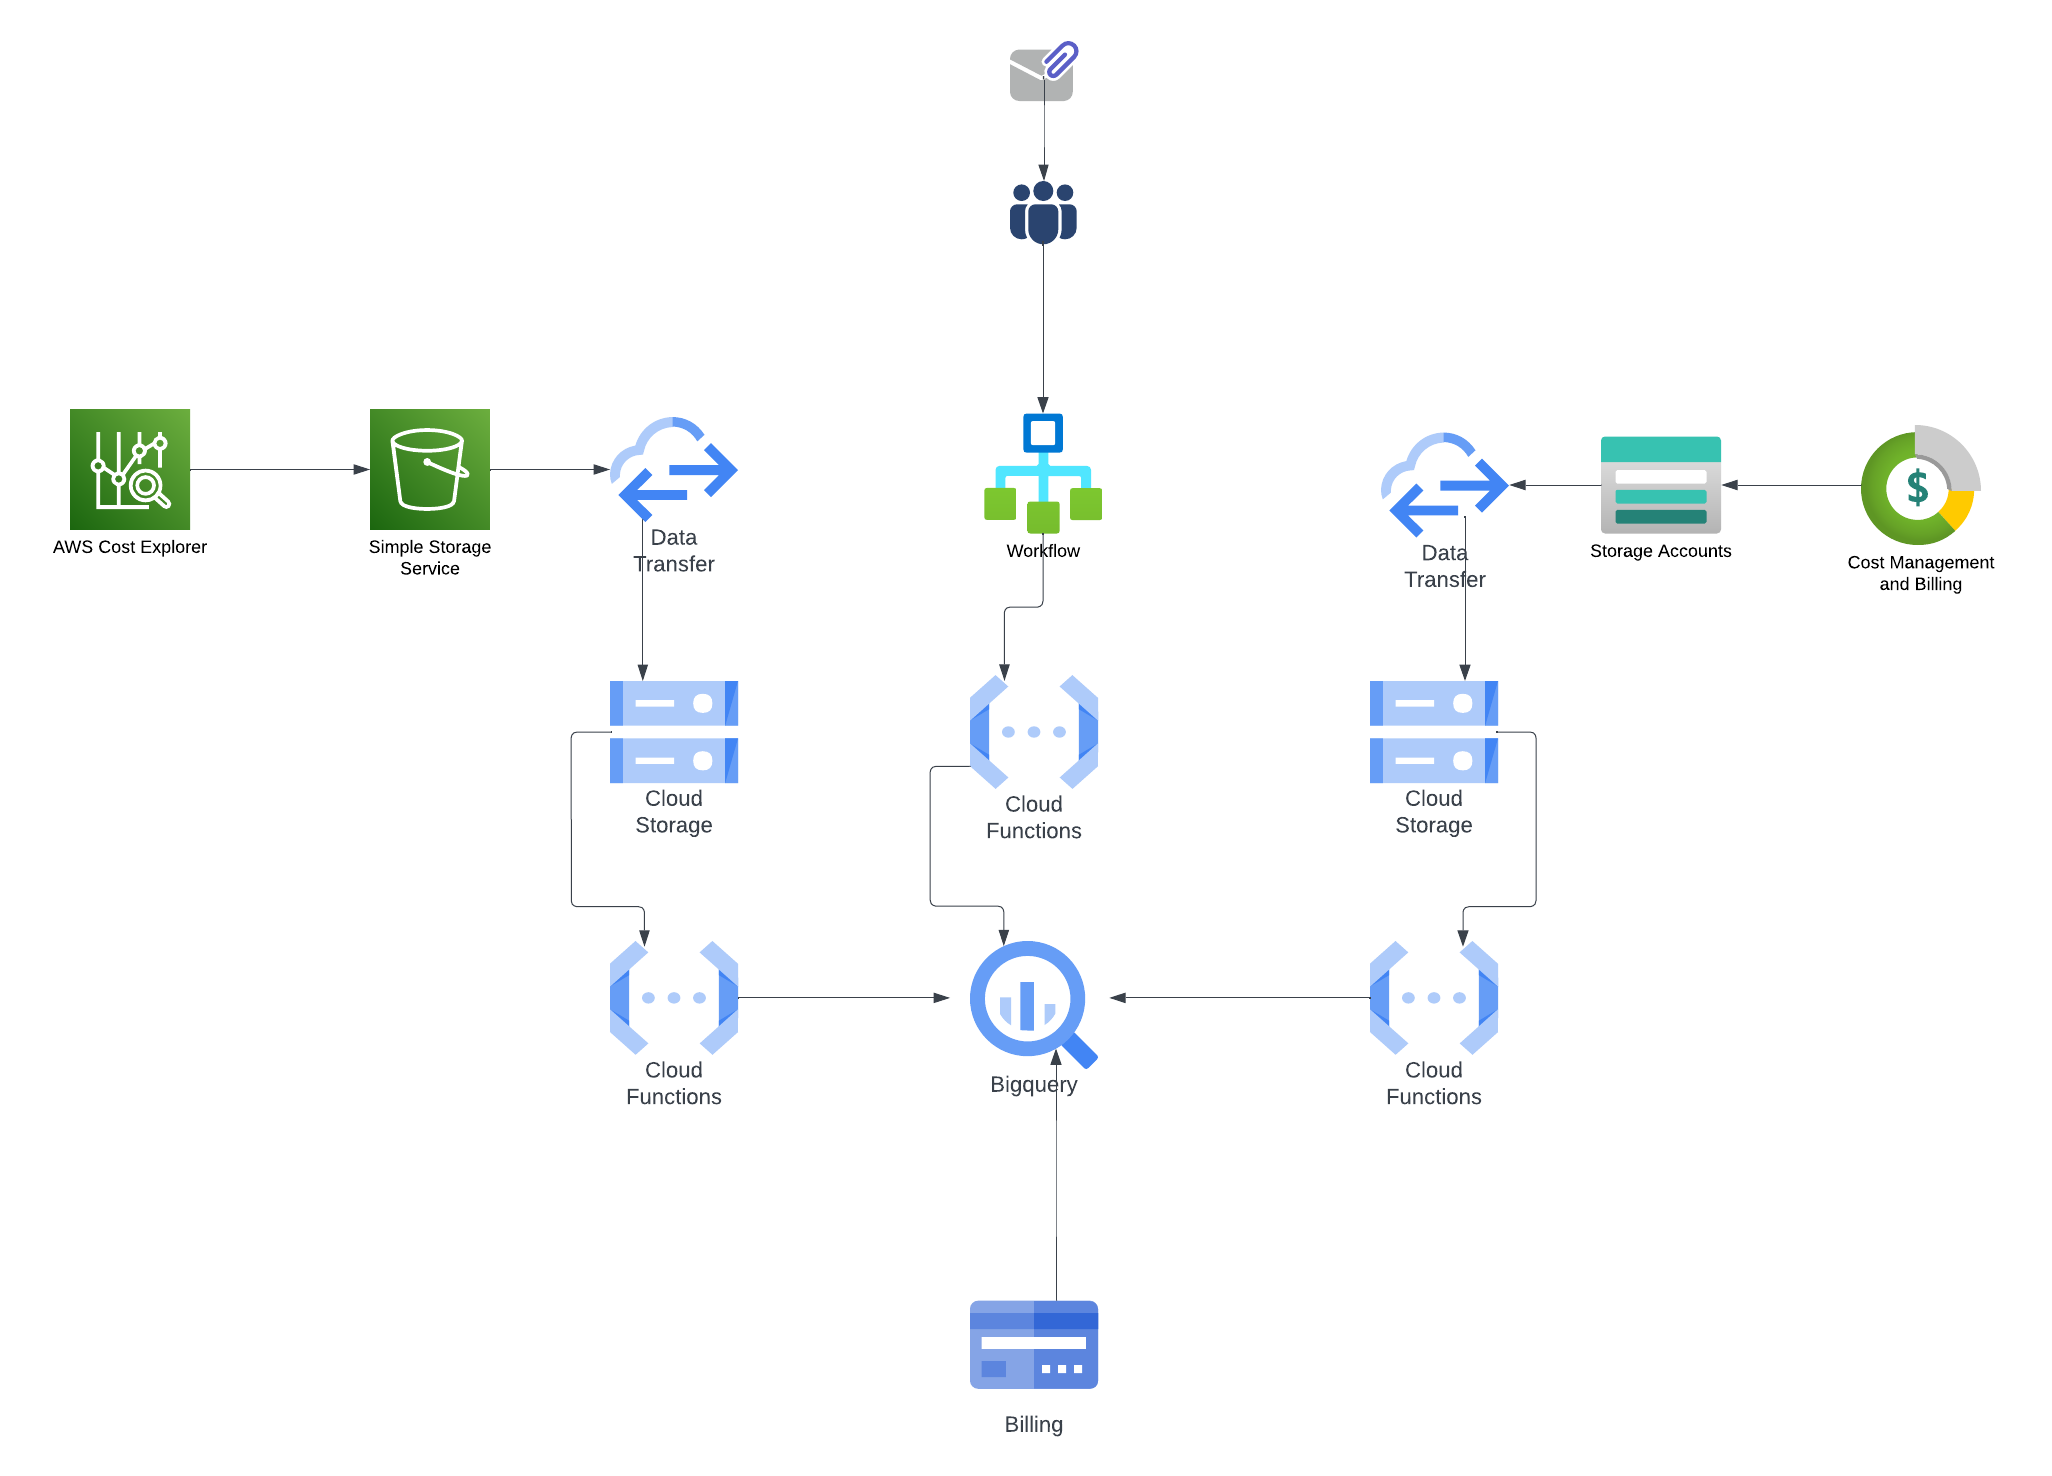 AWS Cost Explorer
Simple Storage
Service
Data
Transfer
Workflow
Data
Transfer
Storage Accounts
Cost Management
and Billing
$
Cloud
Storage
Cloud
Functions
Cloud
Storage
Cloud
Functions
Bigquery
Cloud
Functions
Billing